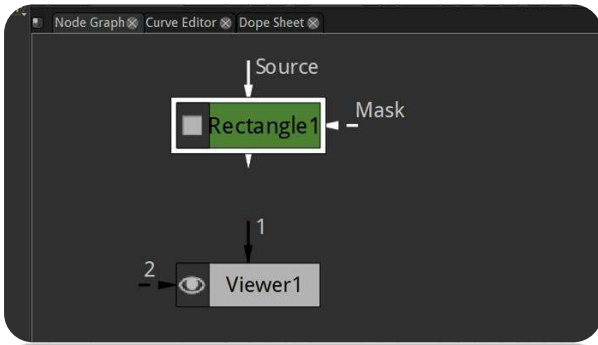 Node Graph Curve Editor Dope Sheet
Source
Rectangle1
Mask
1
2
Viewer1